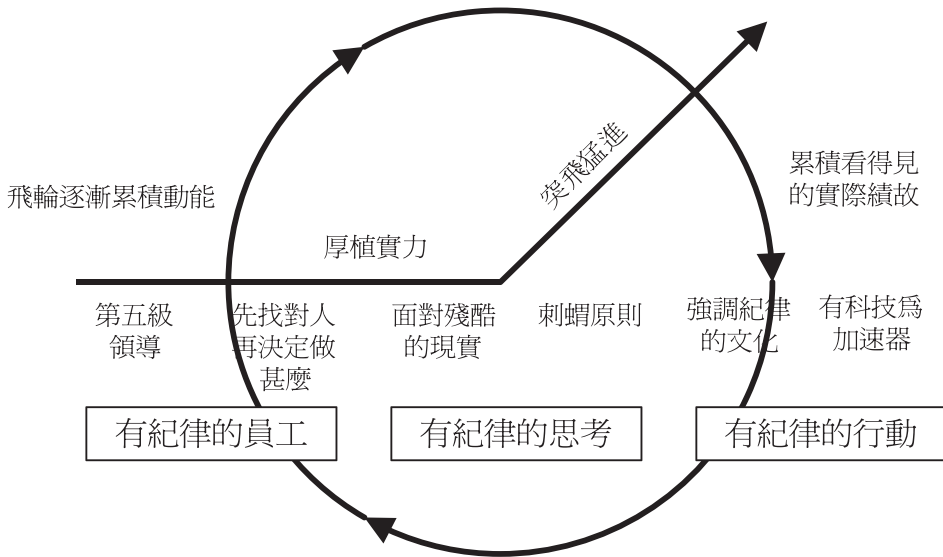 突飛猛進
累積看得見
的實際績故
飛輪逐漸累積動能
厚植實力
第五級
領導
先找對人
再決定做
甚麼
面對殘酷
的現實
刺蝟原則
強調紀律
的文化
有科技爲
加速器
有紀律的員工
有紀律的思考
有紀律的行動